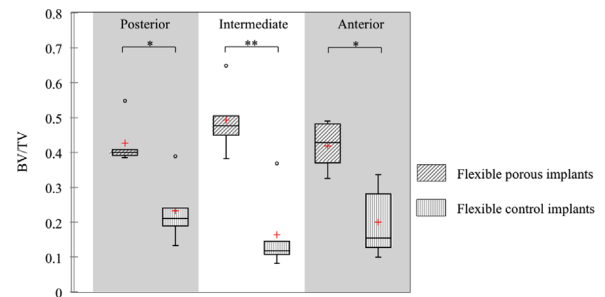 0.8
Posterior
Intermediate
Anterior
0.7
*
**
*
0.6
0.5
BV/TV
0.4
Flexible porous implants
0.3
Flexible control implants
0.2
0.1
0